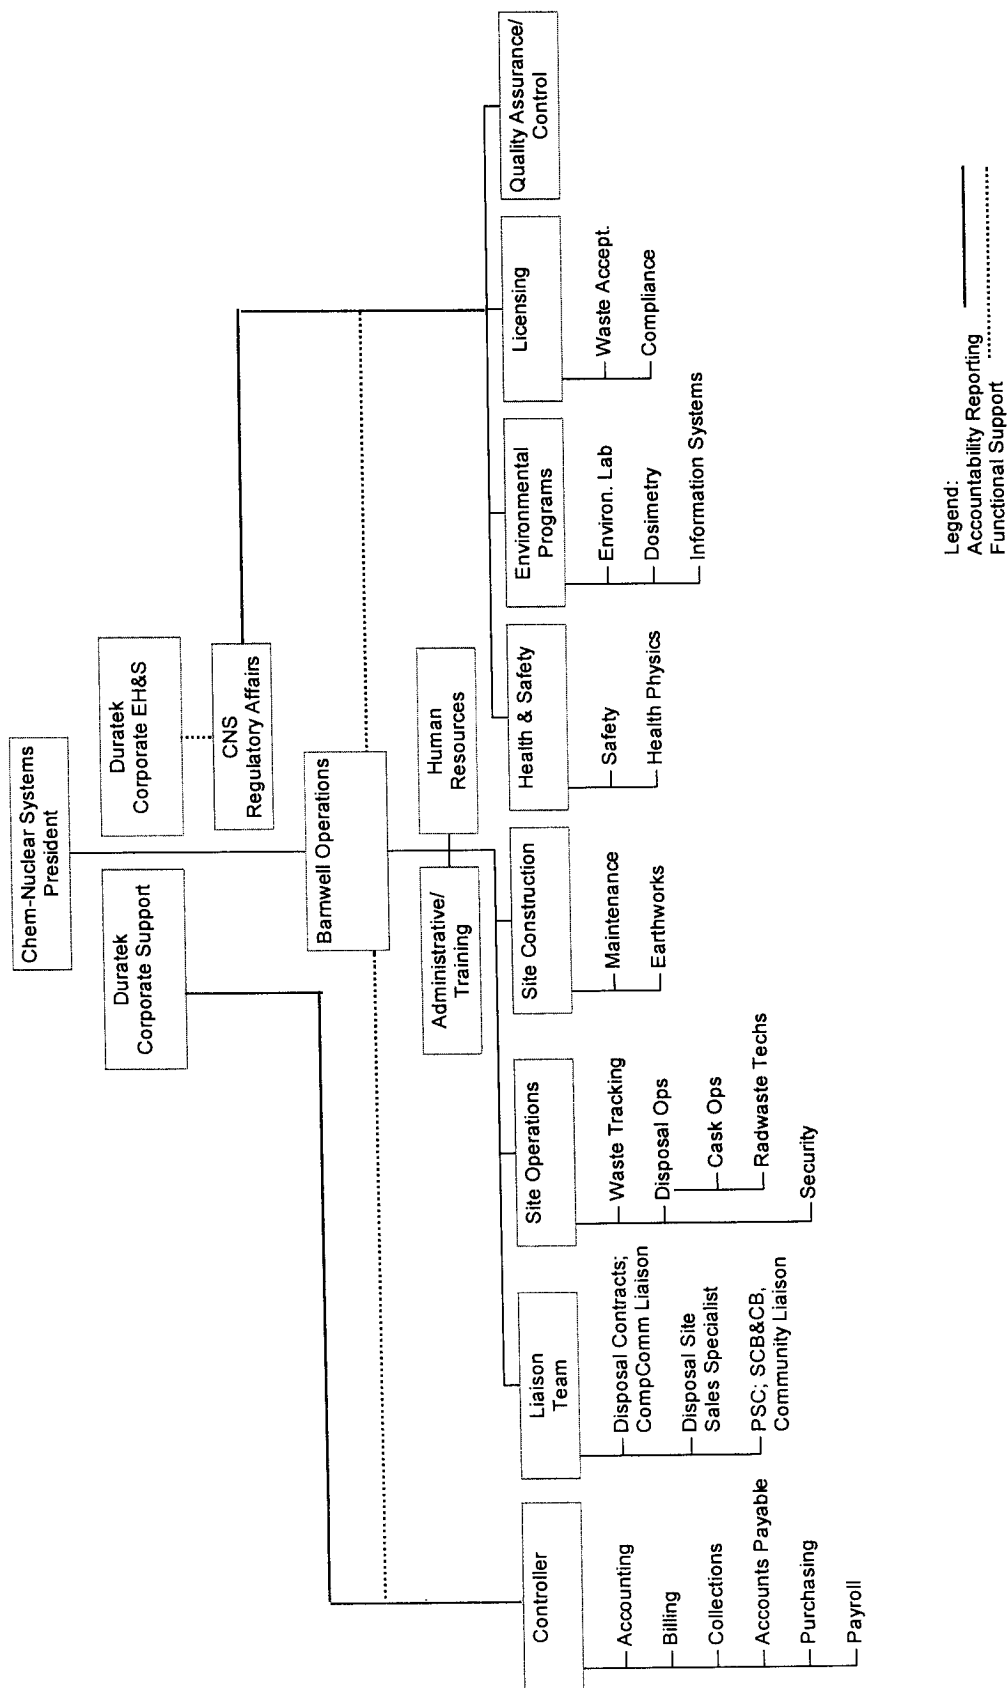 Chem-Nuclear Systems
President
Duratek
Corporate Support
Duratek
Corporate EH&S
CNS
Regulatory Affairs
Barnwell Operations
Administrative/
Training
Human
Resources
Controller
Accounting
Billing
Collections
Accounts Payable
Purchasing
Payroll
Liaison
Team
Disposal Contracts;
CompComm Liaison
Disposal Site
Sales Specialist
PSC; SCB&CB,
Community Liaison
Site Operations
Waste Tracking
Disposal Ops
Cask Ops
Radwaste Techs
Security
Site Construction
Maintenance
Earthworks
Health & Safety
Safety
Health Physics
Environmental
Programs
Environ. Lab
Dosimetry
Information Systems
Licensing
Waste Accept.
Compliance
Quality Assurance/
Control
Legend:
Accountability Reporting
Functional Support